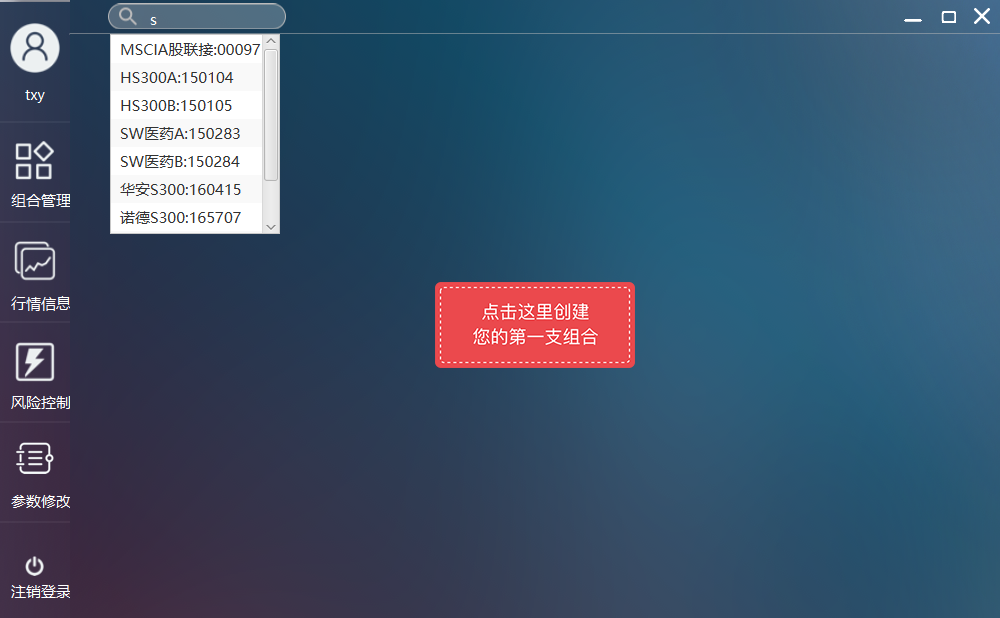 s
txy
组合管理
行情信息
风险控制
参数修改
注销登录
MSCIA股联接:00097
HS300A:150104
HS300B:150105
SW医药A:150283
SW医药B:150284
华安S300:160415
诺德S300:165707
点击这里创建
您的第一支组合